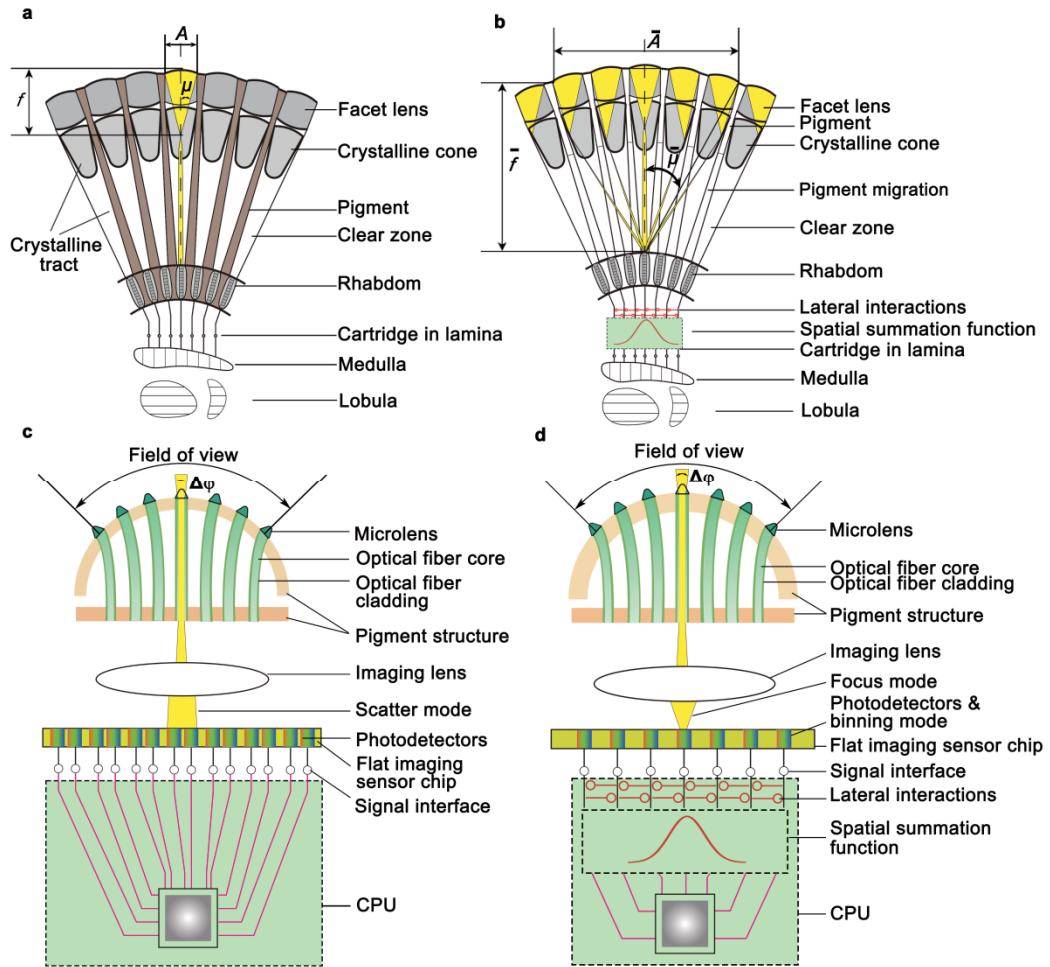 a
A
μ
f
Facet lens
Crystalline cone
Pigment
Clear zone
Crystalline
tract
Rhabdom
Cartridge in lamina
Medulla
Lobula
b
Ā
μ̄
f̄
Facet lens
Pigment
Crystalline cone
Pigment migration
Clear zone
Rhabdom
Lateral interactions
Spatial summation function
Cartridge in lamina
Medulla
Lobula
c
Field of view
Δφ
Microlens
Optical fiber core
Optical fiber
cladding
Pigment structure
Imaging lens
Scatter mode
Photodetectors
Flat imaging
sensor chip
Signal interface
CPU
d
Field of view
Δφ
Microlens
Optical fiber core
Optical fiber cladding
Pigment structure
Imaging lens
Focus mode
Photodetectors &
binning mode
Flat imaging sensor chip
Signal interface
Lateral interactions
Spatial summation
function
CPU